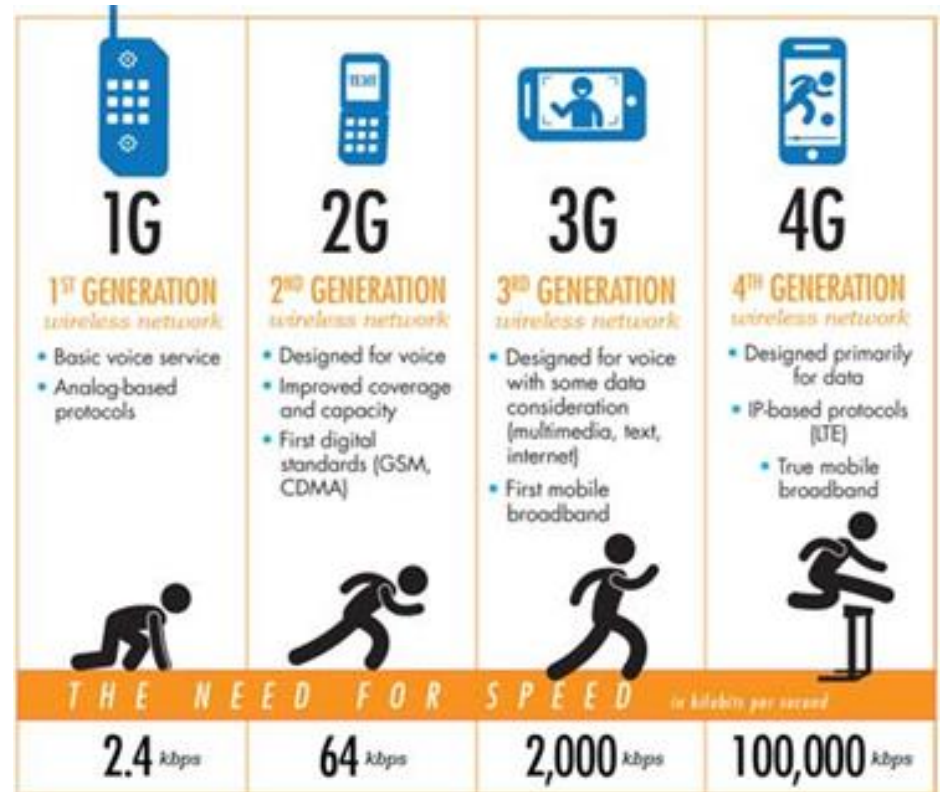 1G
1ST GENERATION
wireless network
• Basic voice service
• Analog-based
protocols
TEXT
2G
2ND GENERATION
wireless network
• Designed for voice
• Improved coverage
and capacity
• First digital
standards (GSM,
CDMA)
3G
3RD GENERATION
wireless network
• Designed for voice
with some data
consideration
(multimedia, text,
internet)
• First mobile
broadband
4G
4TH GENERATION
wireless network
• Designed primarily
for data
• IP-based protocols
(LTE)
• True mobile
broadband
THE NEED FOR SPEED in kilobits per second
2.4 kbps
64 kbps
2,000 kbps
100,000 kbps